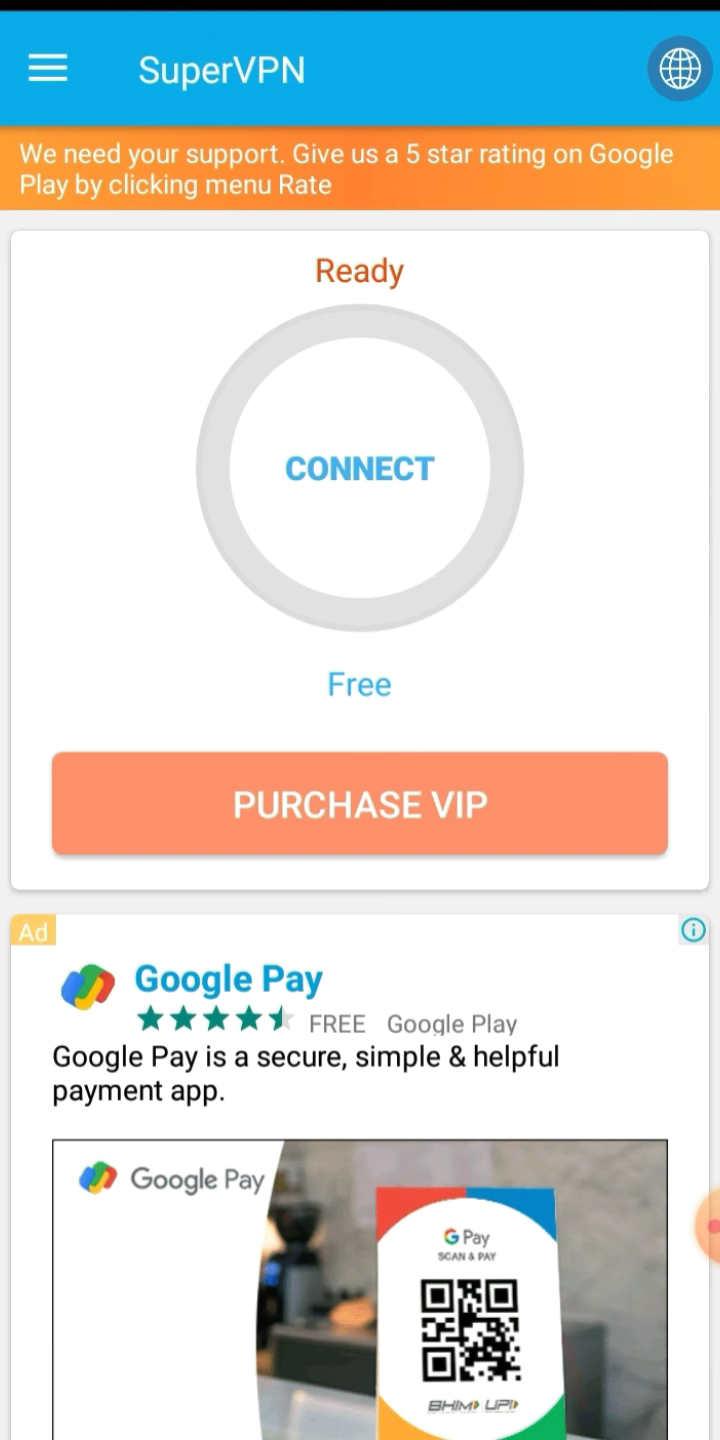 SuperVPN
We need your support. Give us a 5 star rating on Google
Play by clicking menu Rate
Ready
CONNECT
Free
PURCHASE VIP
Ad
Google Pay
FREE Google Play
Google Pay is a secure, simple & helpful
payment app.
Google Pay
G Pay
SCAN & PAY
BHIM UPI